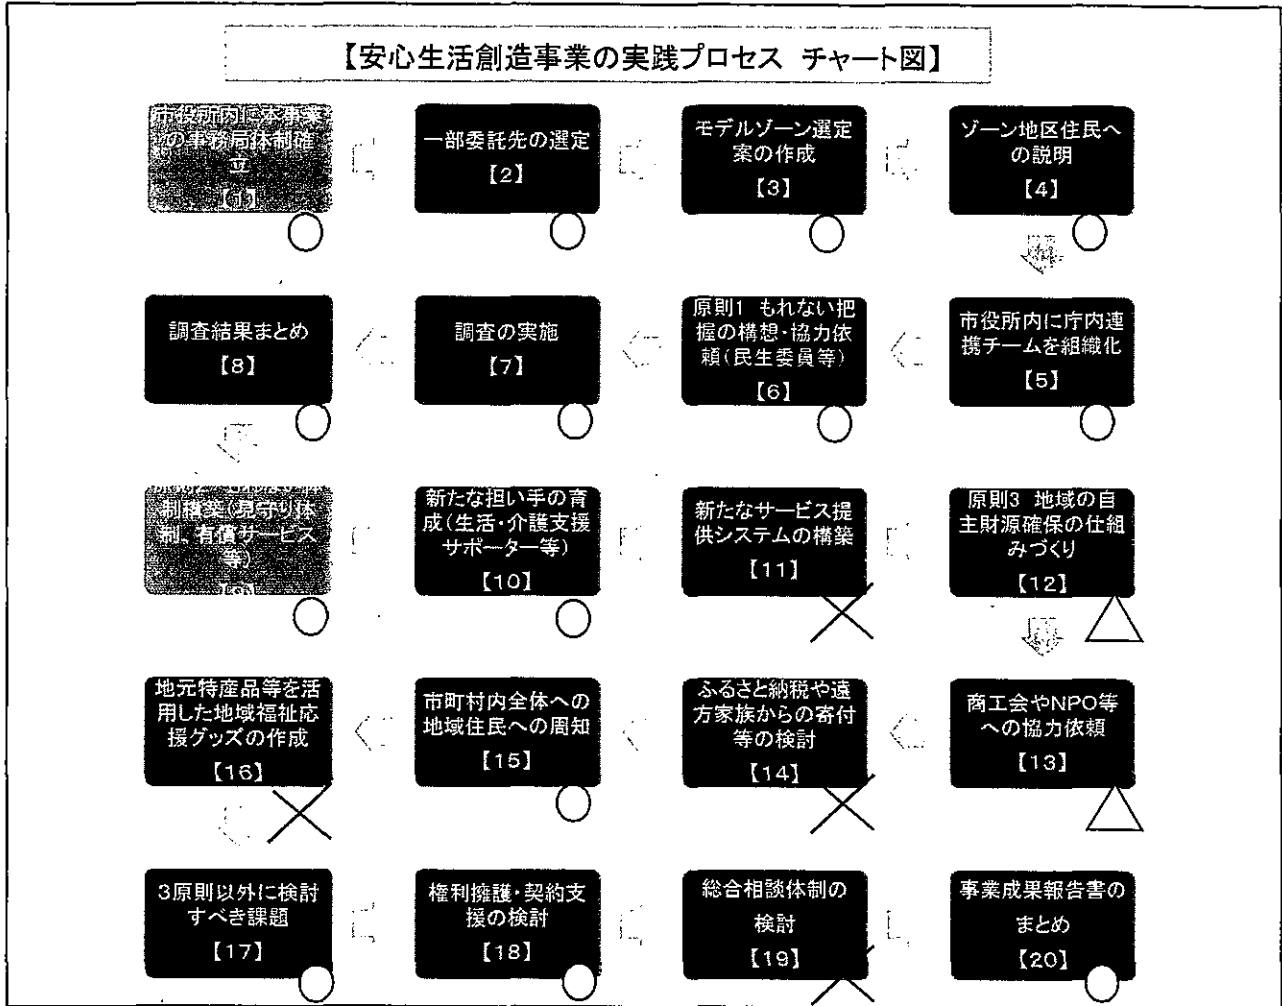 【安心生活創造事業の実践プロセス チャート図】
市役所内に本事業
の事務局体制確
立
【1】
一部委託先の選定
【2】
モデルゾーン選定
案の作成
【3】
ゾーン地区住民へ
の説明
【4】
市役所内に庁内連
携チームを組織化
【5】
原則1 もれない把
握の構想・協力依
頼(民生委員等)
【6】
調査の実施
【7】
調査結果まとめ
【8】
制構築(見守り体
制、有償サービス
等)
【9】
新たな担い手の育
成(生活・介護支援
サポーター等)
【10】
新たなサービス提
供システムの構築
【11】
原則3 地域の自
主財源確保の仕組
みづくり
【12】
商工会やNPO等
への協力依頼
【13】
ふるさと納税や遠
方家族からの寄付
等の検討
【14】
市町村内全体への
地域住民への周知
【15】
地元特産品等を活
用した地域福祉応
援グッズの作成
【16】
3原則以外に検討
すべき課題
【17】
権利擁護・契約支
援の検討
【18】
総合相談体制の
検討
【19】
事業成果報告書の
まとめ
【20】